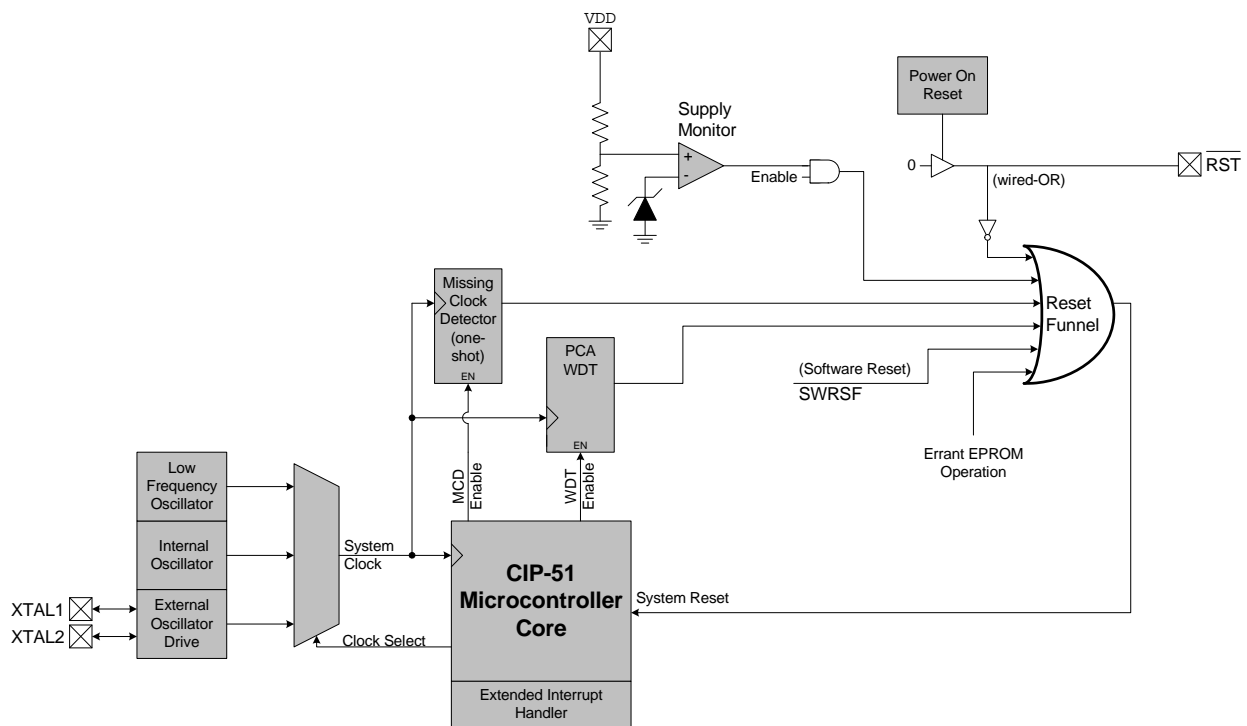 VDD
Power On
Reset
Supply
Monitor
+
-
Enable
0
(wired-OR)
RST
Missing
Clock
Detector
(one-
shot)
EN
Reset
Funnel
PCA
WDT
EN
(Software Reset)
SWRSF
Errant EPROM
Operation
MCD
Enable
WDT
Enable
Low
Frequency
Oscillator
Internal
Oscillator
External
Oscillator
Drive
XTAL1
XTAL2
System
Clock
Clock Select
CIP-51
Microcontroller
Core
System Reset
Extended Interrupt
Handler